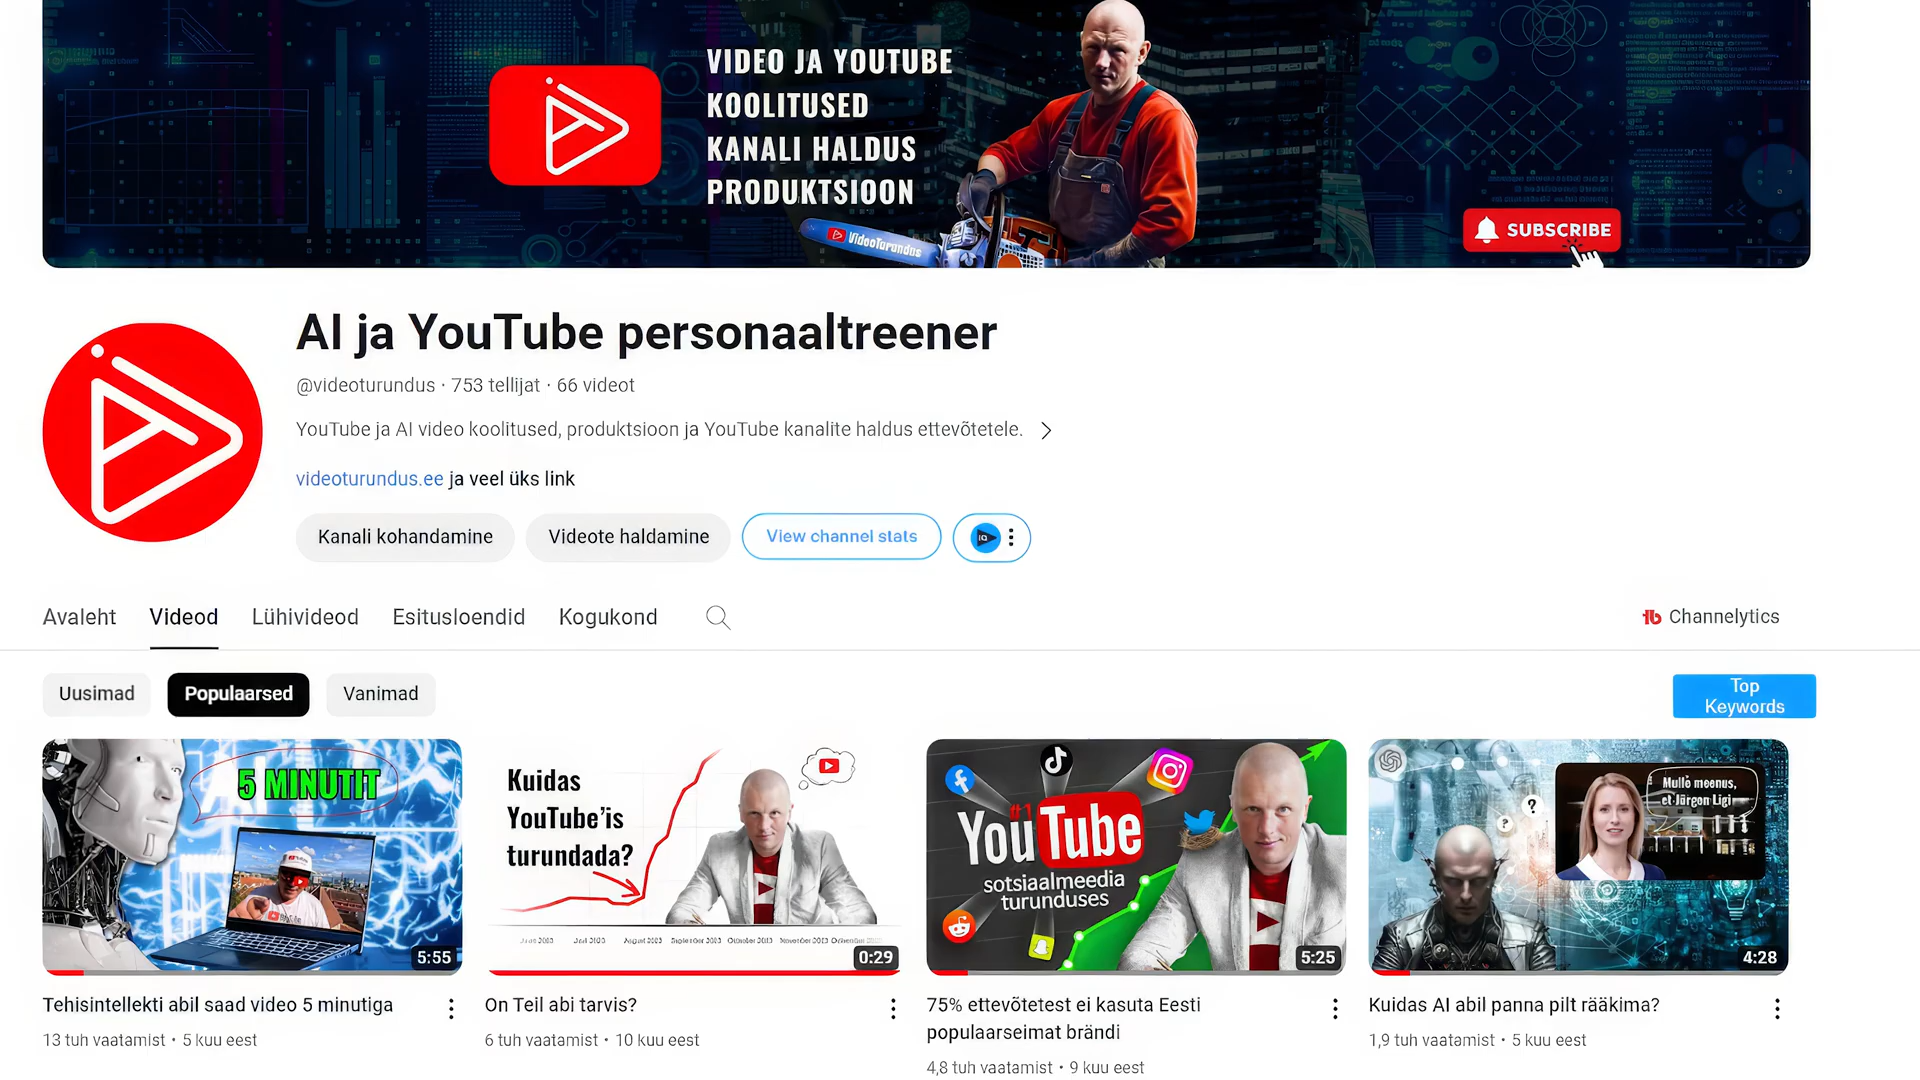 VIDEO JA YOUTUBE
KOOLITUSED
KANALI HALDUS
PRODUKTSIOON
VideoTurundus
SUBSCRIBE
AI ja YouTube personaaltreener
@videoturundus · 753 tellijat · 66 videot
YouTube ja AI video koolitused, produktsioon ja YouTube kanalite haldus ettevõtetele.
videoturundus.ee ja veel üks link
Kanali kohandamine
Videote haldamine
View channel stats
Avaleht
Videod
Lühivideod
Esitusloendid
Kogukond
Channelytics
Uusimad
Populaarsed
Vanimad
Top
Keywords
5 MINUTIT
5:55
Kuidas
YouTube'is
turundada?
0:29
#1
YouTube
sotsiaalmeedia
turunduses
5:25
Mulle meenus,
et Jürgen Ligi
4:28
Tehisintellekti abil saad video 5 minutiga
13 tuh vaatamist • 5 kuu eest
On Teil abi tarvis?
6 tuh vaatamist • 10 kuu eest
75% ettevõtetest ei kasuta Eesti
populaarseimat brändi
4,8 tuh vaatamist • 9 kuu eest
Kuidas AI abil panna pilt rääkima?
1,9 tuh vaatamist • 5 kuu eest